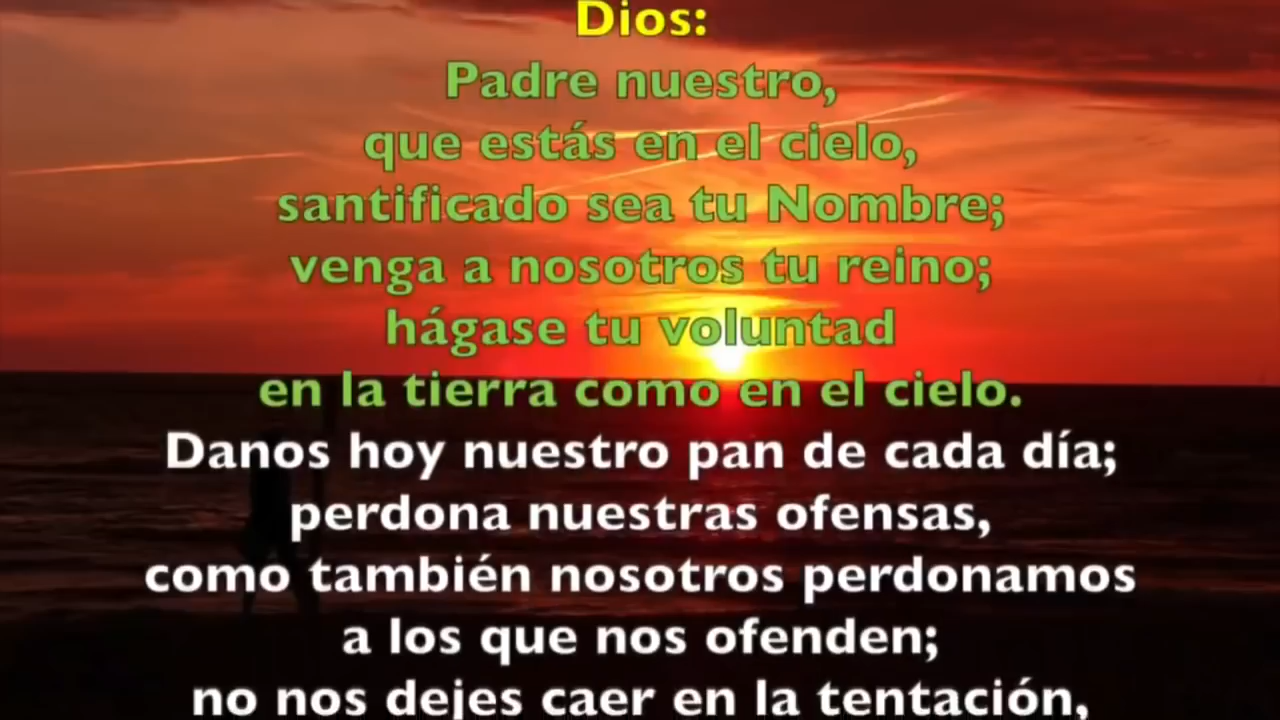 Dios:
Padre nuestro,
que estás en el cielo,
santificado sea tu Nombre;
venga a nosotros tu reino;
hágase tu voluntad
en la tierra como en el cielo.
Danos hoy nuestro pan de cada día;
perdona nuestras ofensas,
como también nosotros perdonamos
a los que nos ofenden;
no nos dejes caer en la tentación,